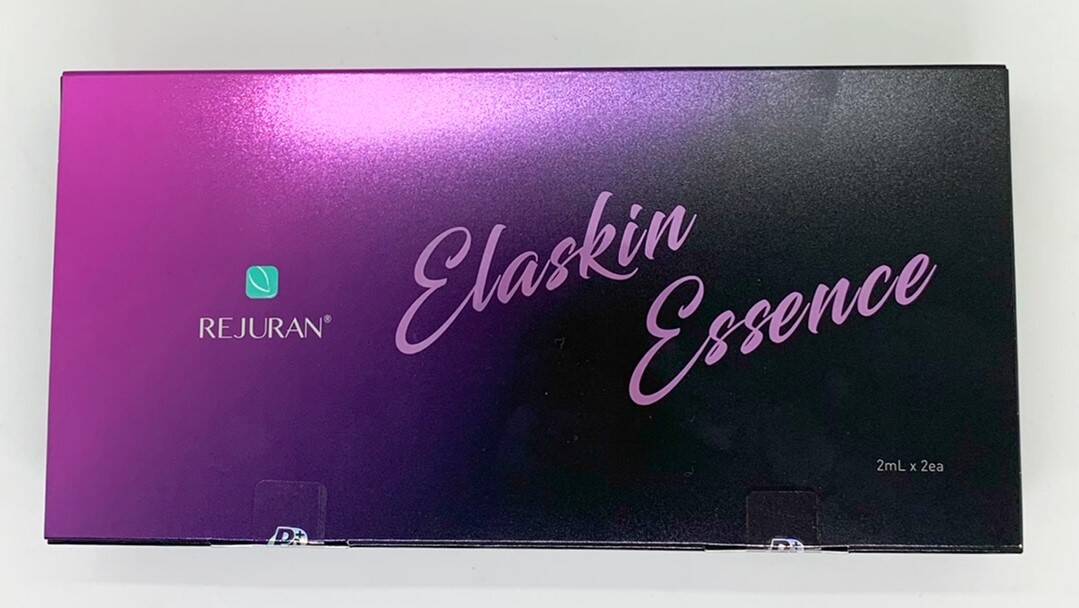 Elaskin
Essence
REJURAN®
2mL x 2ea